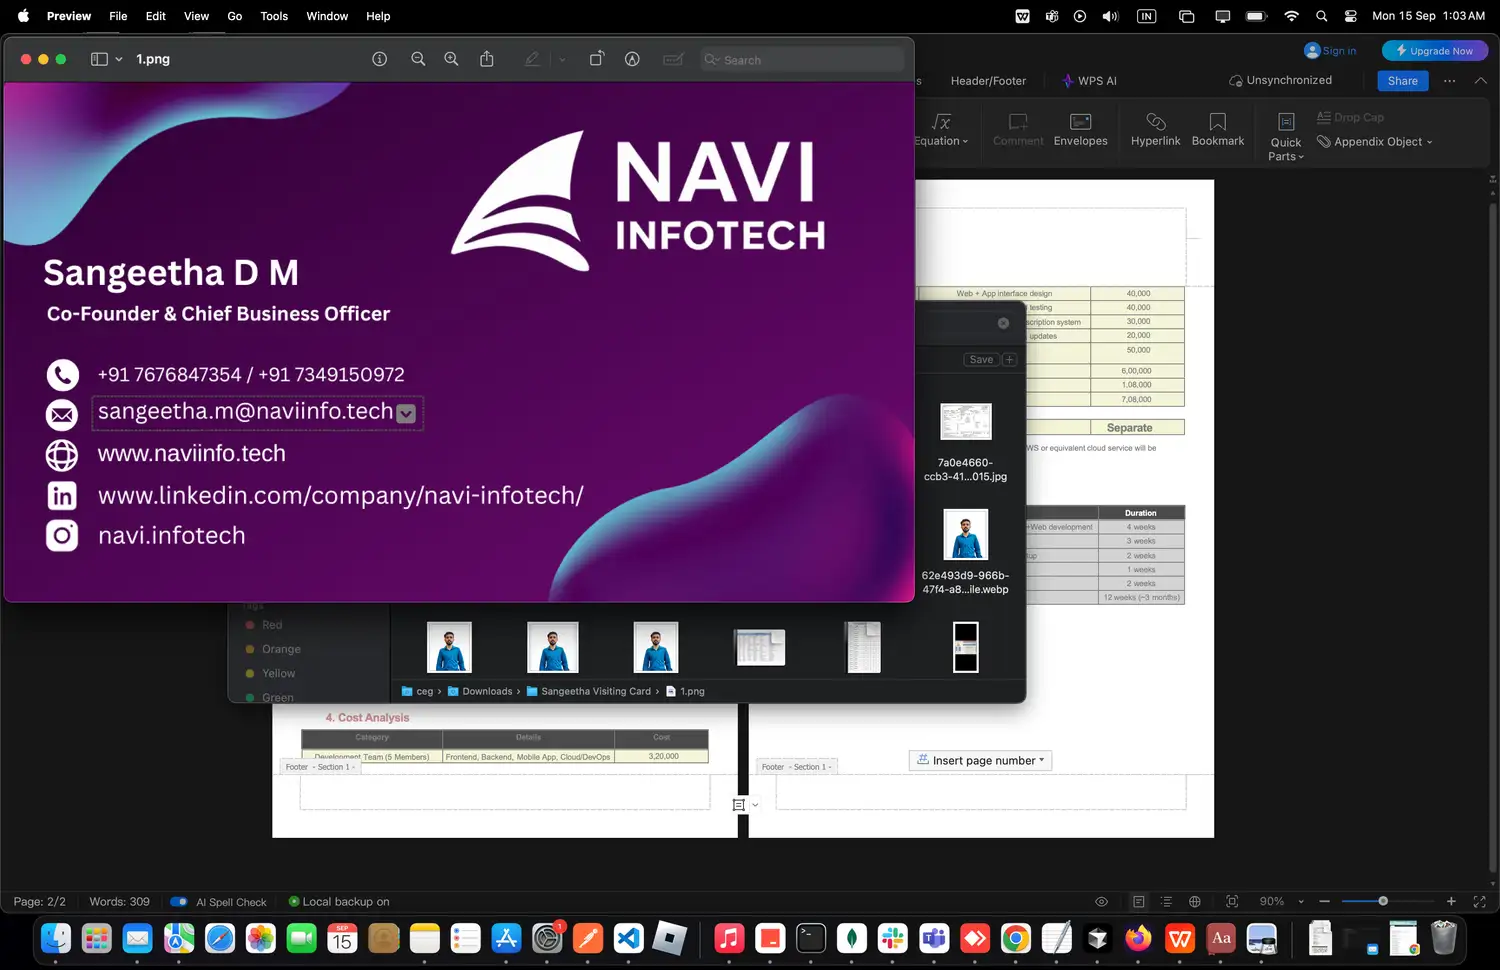 Preview File Edit View Go Tools Window Help
IN
Mon 15 Sep 1:03 AM
1.png
Search
Sign in
Upgrade Now
s
Header/Footer
WPS AI
Unsynchronized
Share
Equation
Comment
Envelopes
Hyperlink
Bookmark
Quick Parts
Drop Cap
Appendix Object
NAVI
INFOTECH
Sangeetha D M
Co-Founder & Chief Business Officer
+91 7676847354 / +91 7349150972
sangeetha.m@naviinfo.tech
www.naviinfo.tech
www.linkedin.com/company/navi-infotech/
navi.infotech
Web + App interface design 40,000
testing 40,000
scription system 30,000
updates 20,000
50,000
6,00,000
1,08,000
7,08,000
Separate
WS or equivalent cloud service will be
Duration
+Web development 4 weeks
3 weeks
tup 2 weeks
1 weeks
2 weeks
12 weeks (~3 months)
Save
7a0e4660-
ccb3-41...015.jpg
62e493d9-966b-
47f4-a8...ile.webp
Tags
Red
Orange
Yellow
Green
ceg › Downloads › Sangeetha Visiting Card › 1.png
4. Cost Analysis
Category Details Cost
Development Team (5 Members) Frontend, Backend, Mobile App, Cloud/DevOps 3,20,000
Footer - Section 1 -
Footer - Section 1 -
Insert page number
Page: 2/2 Words: 309 AI Spell Check Local backup on
90%
SEP
15
1
Aa